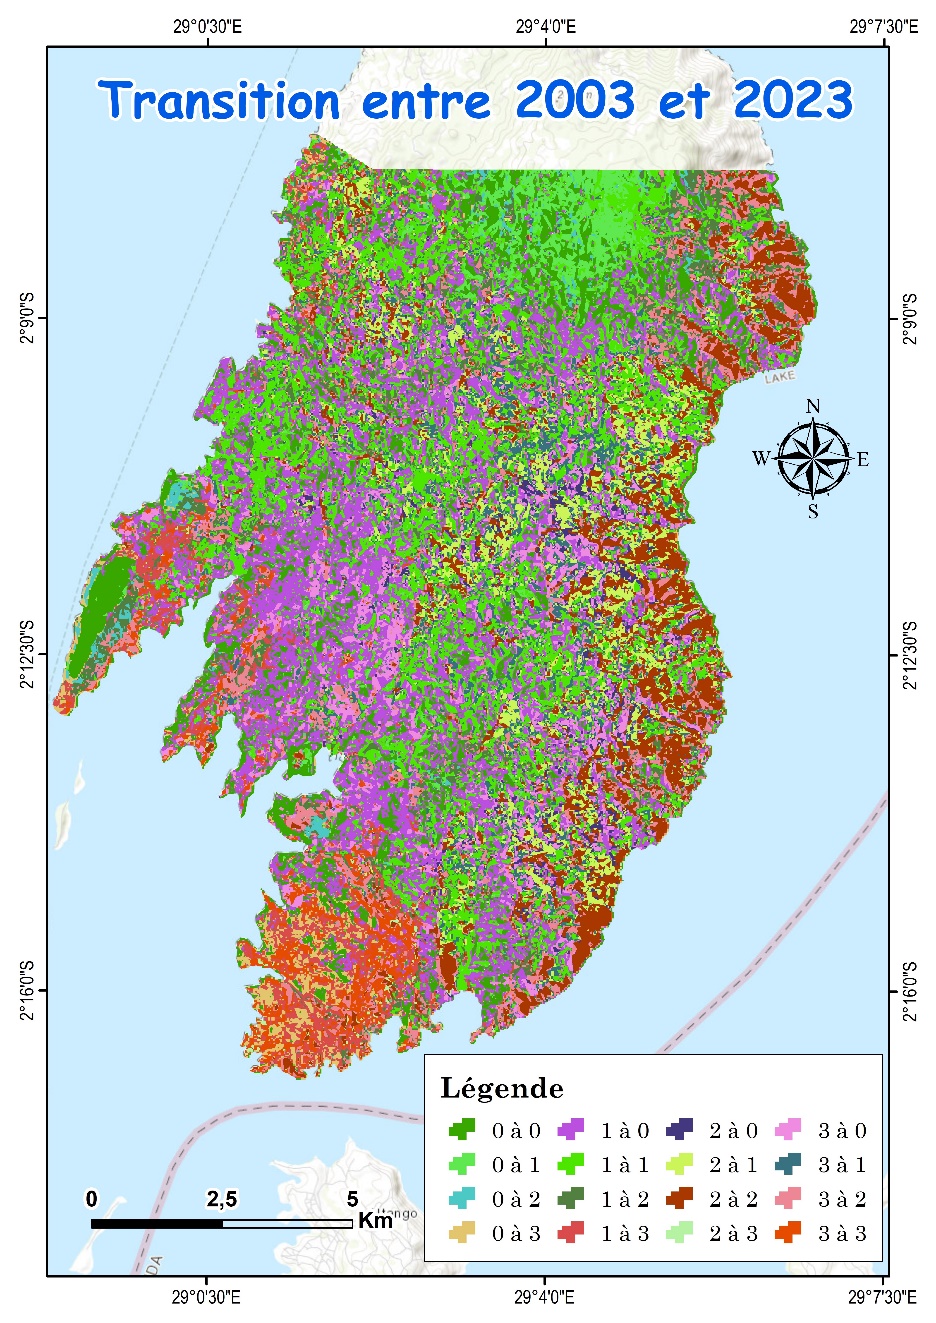 29°0'30"E 29°4'0"E 29°7'30"E
Transition entre 2003 et 2023
2°9'0"S 2°9'0"S
LAKE
N
W E
S
2°12'30"S 2°12'30"S
2°16'0"S 2°16'0"S
Légende
0 à 0 1 à 0 2 à 0 3 à 0
0 à 1 1 à 1 2 à 1 3 à 1
0 à 2 1 à 2 2 à 2 3 à 2
0 à 3 1 à 3 2 à 3 3 à 3
0 2,5 5
Km
DA
29°0'30"E 29°4'0"E 29°7'30"E